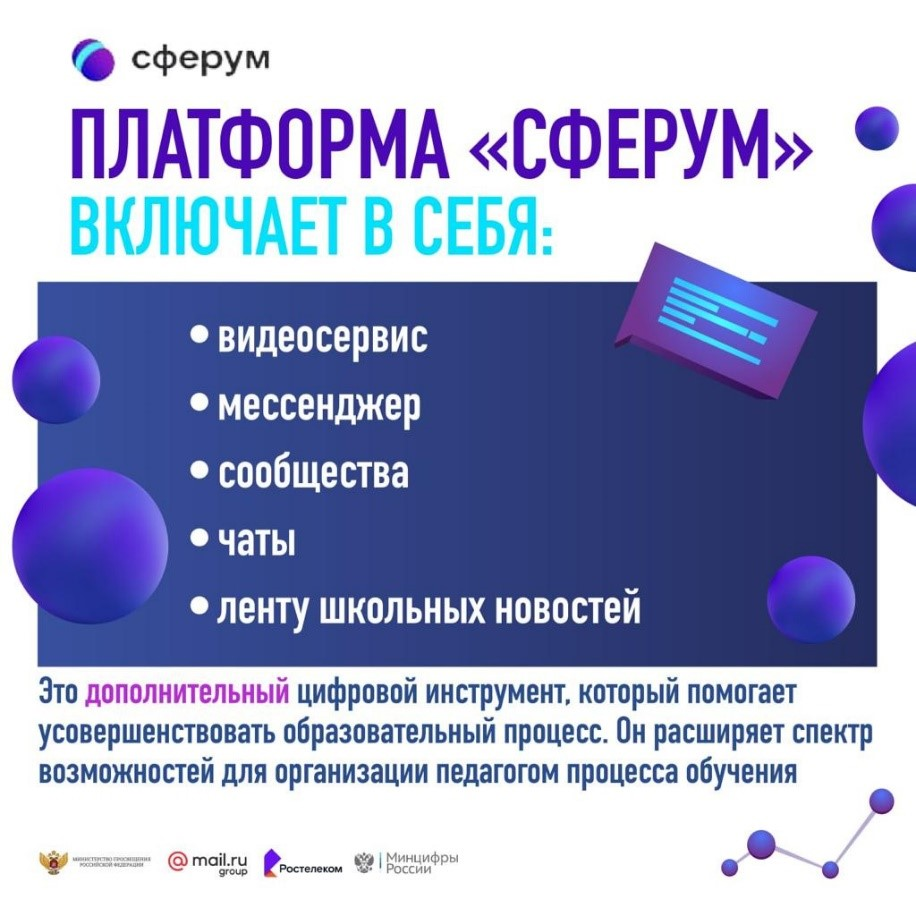 сферум
ПЛАТФОРМА «СФЕРУМ»
ВКЛЮЧАЕТ В СЕБЯ:
• видеосервис
• мессенджер
• сообщества
• чаты
• ленту школьных новостей
Это дополнительный цифровой инструмент, который помогает
усовершенствовать образовательный процесс. Он расширяет спектр
возможностей для организации педагогом процесса обучения
МИНИСТЕРСТВО ПРОСВЕЩЕНИЯ
РОССИЙСКОЙ ФЕДЕРАЦИИ
@mail.ru
group
Ростелеком
Минцифры
России